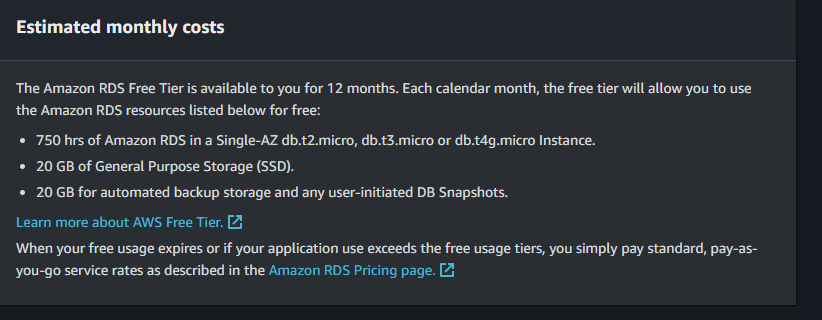 Estimated monthly costs
The Amazon RDS Free Tier is available to you for 12 months. Each calendar month, the free tier will allow you to use
the Amazon RDS resources listed below for free:
• 750 hrs of Amazon RDS in a Single-AZ db.t2.micro, db.t3.micro or db.t4g.micro Instance.
• 20 GB of General Purpose Storage (SSD).
• 20 GB for automated backup storage and any user-initiated DB Snapshots.
Learn more about AWS Free Tier.
When your free usage expires or if your application use exceeds the free usage tiers, you simply pay standard, pay-as-
you-go service rates as described in the Amazon RDS Pricing page.